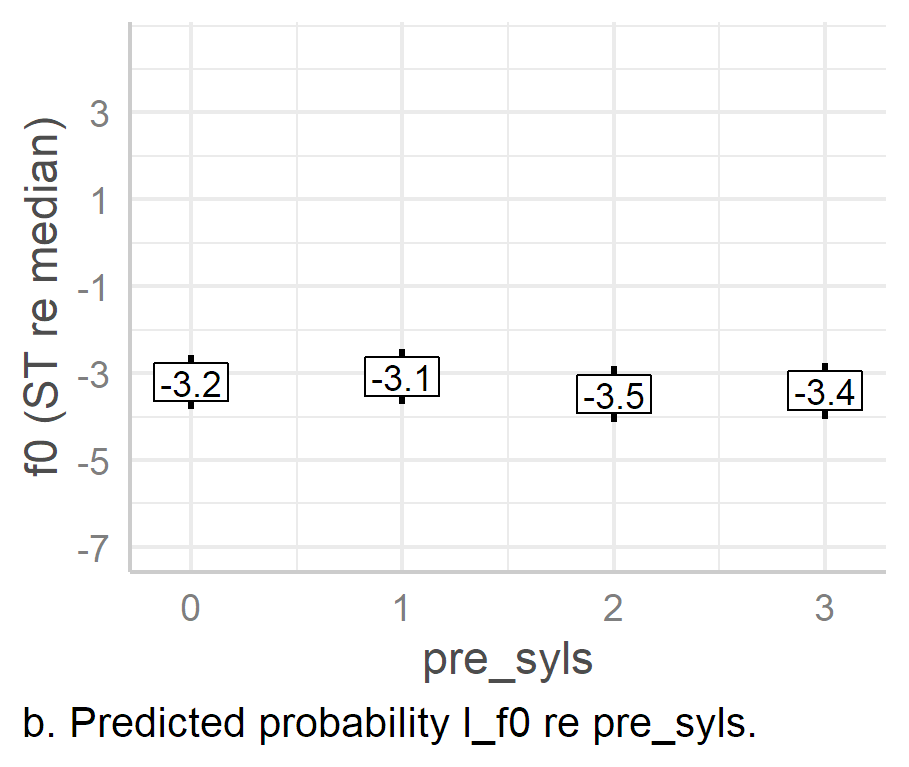 f0 (ST re median)
3
1
-1
-3
-5
-7
-3.2
-3.1
-3.5
-3.4
0 1 2 3
pre_syls
b. Predicted probability l_f0 re pre_syls.